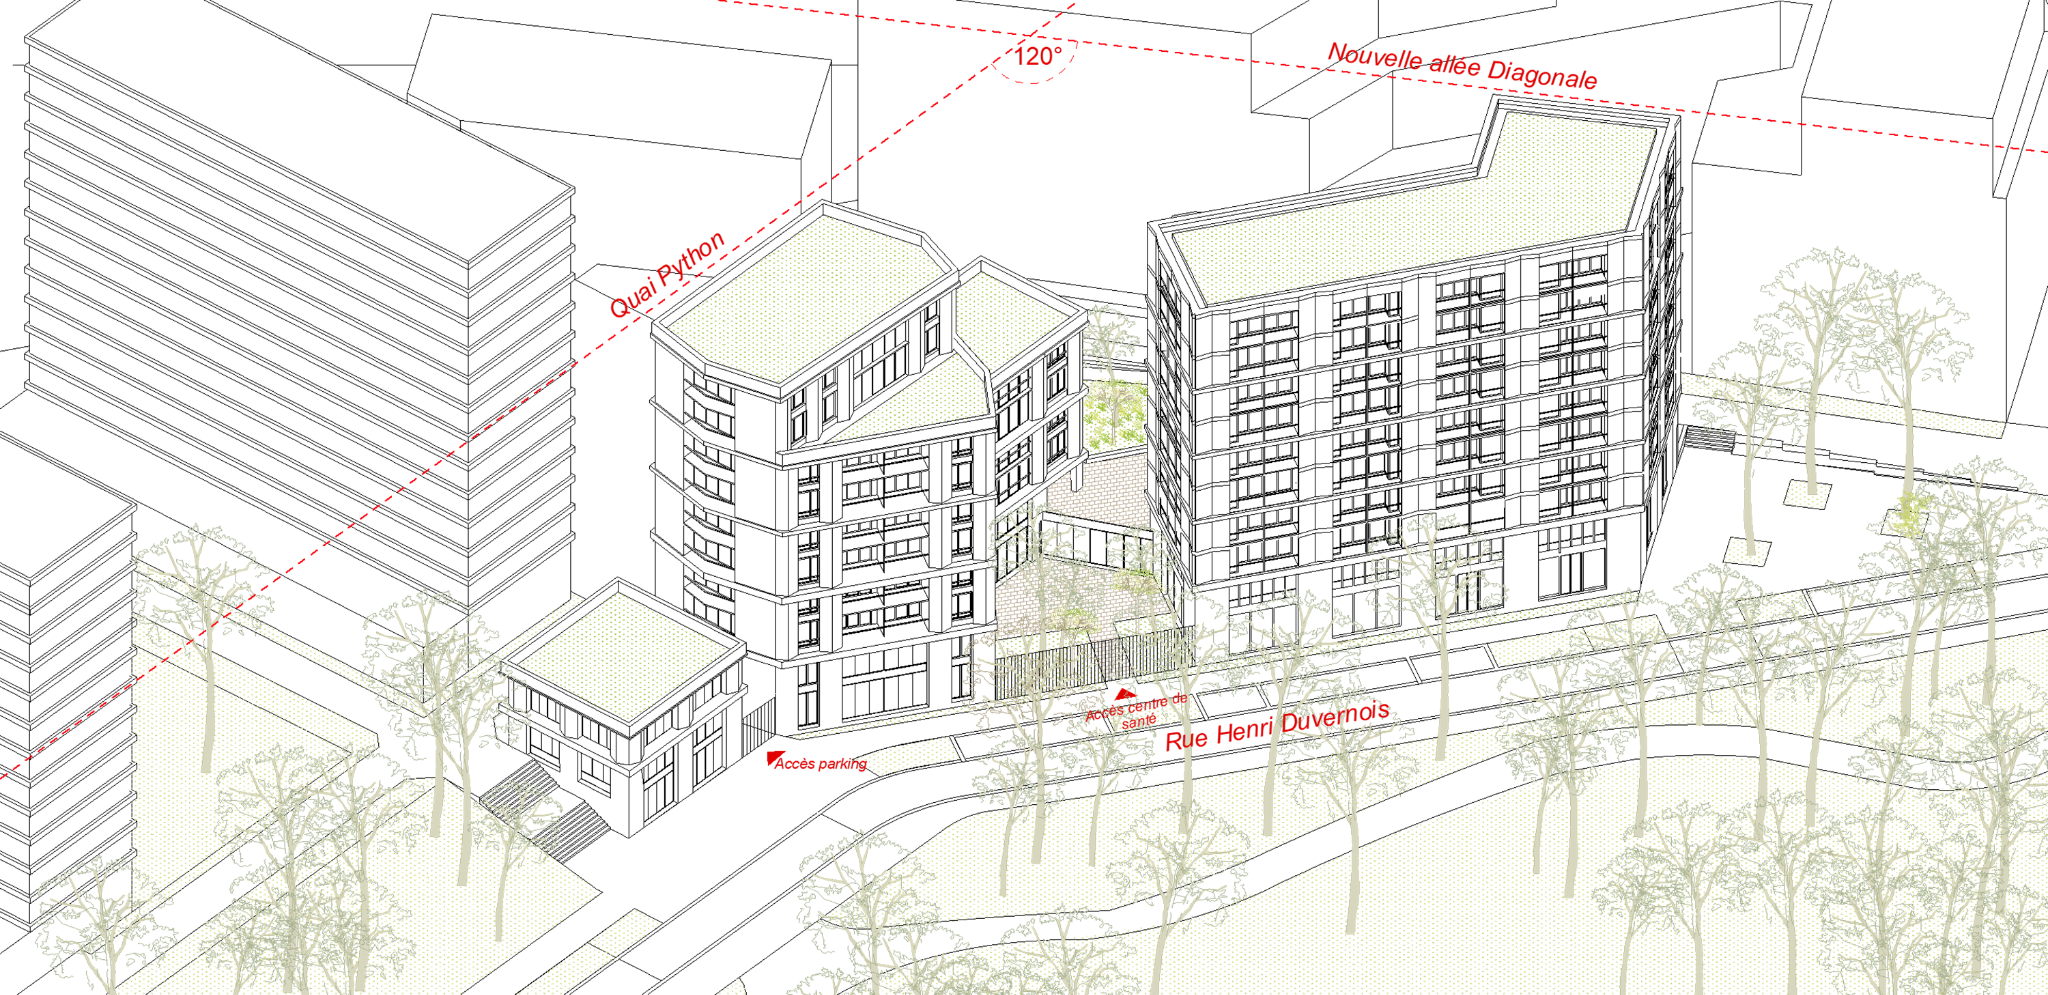 120°
Nouvelle allée Diagonale
Quai Python
Accès centre de
santé
Rue Henri Duvernois
Accès parking